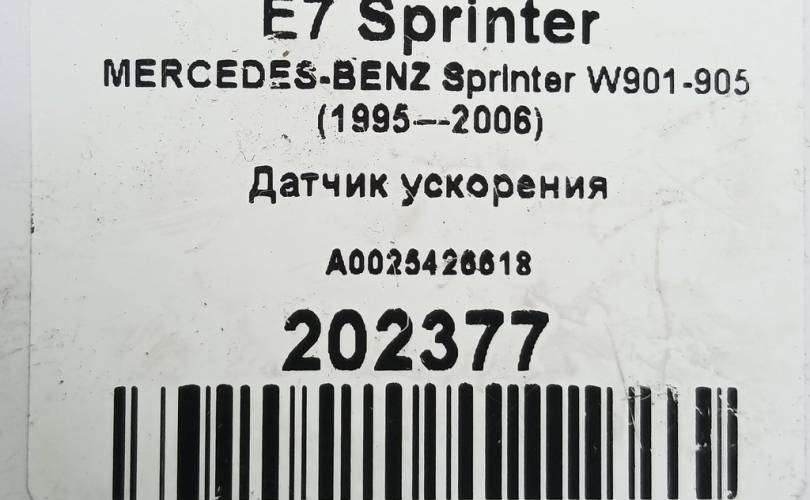 E7 Sprinter
MERCEDES-BENZ Sprinter W901-905
(1995—2006)
Датчик ускорения
A0025426618
202377